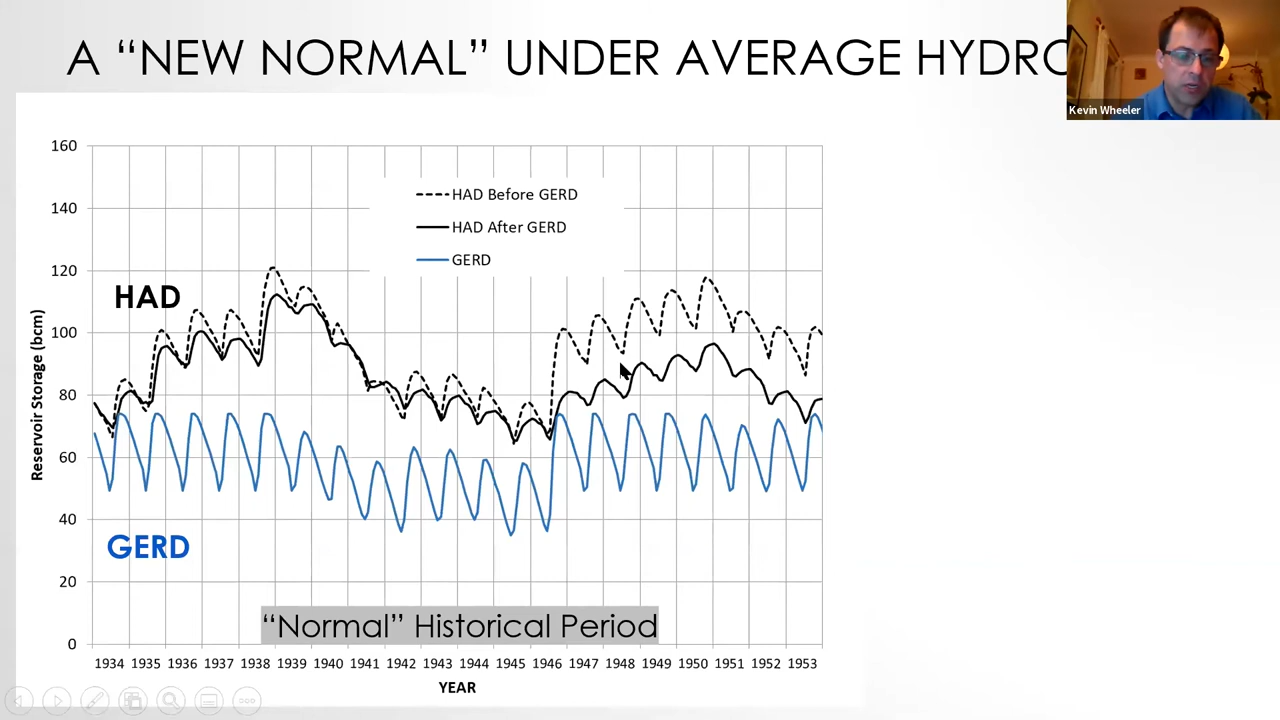 A “NEW NORMAL” UNDER AVERAGE HYDRO
Kevin Wheeler
160
140
120
100
80
60
40
20
0
Reservoir Storage (bcm)
HAD Before GERD
HAD After GERD
GERD
HAD
GERD
“Normal” Historical Period
1934 1935 1936 1937 1938 1939 1940 1941 1942 1943 1944 1945 1946 1947 1948 1949 1950 1951 1952 1953
YEAR